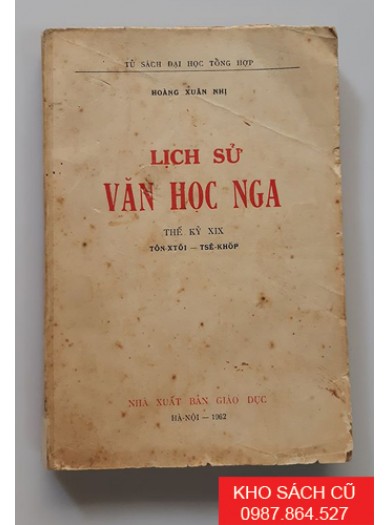 TỦ SÁCH ĐẠI HỌC TỔNG HỢP
HOÀNG XUÂN NHỊ
LỊCH SỬ
VĂN HỌC NGA
THẾ KỶ XIX
TÔN-XTÔI — TSÊ-KHỐP
NHÀ XUẤT BẢN GIÁO DỤC
HÀ-NỘI — 1962
KHO SÁCH CŨ
0987.864.527